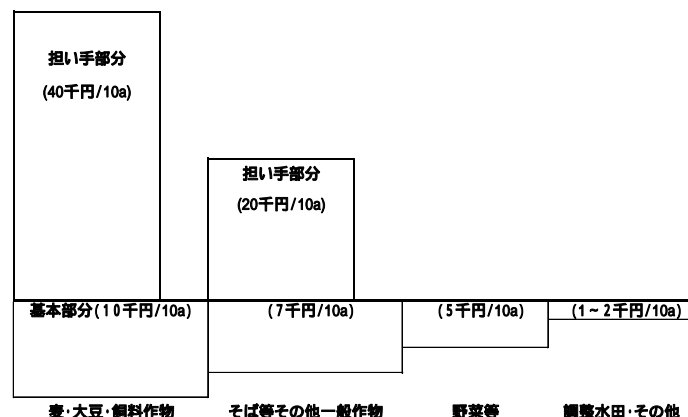 担い手部分
(40千円/10a)
担い手部分
(20千円/10a)
基本部分(10千円/10a)
(7千円/10a)
(5千円/10a)
(1~2千円/10a)
麦・大豆・飼料作物
そば等その他一般作物
野菜等
調整水田・その他